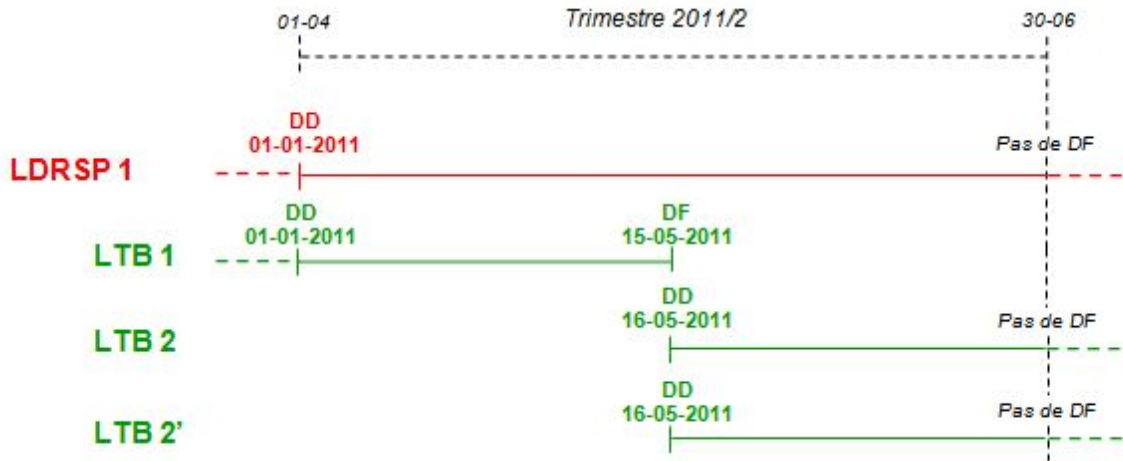 01-04
Trimestre 2011/2
30-06
DD
01-01-2011
Pas de DF
LDRSP 1
DD
01-01-2011
DF
15-05-2011
LTB 1
DD
16-05-2011
Pas de DF
LTB 2
DD
16-05-2011
Pas de DF
LTB 2’